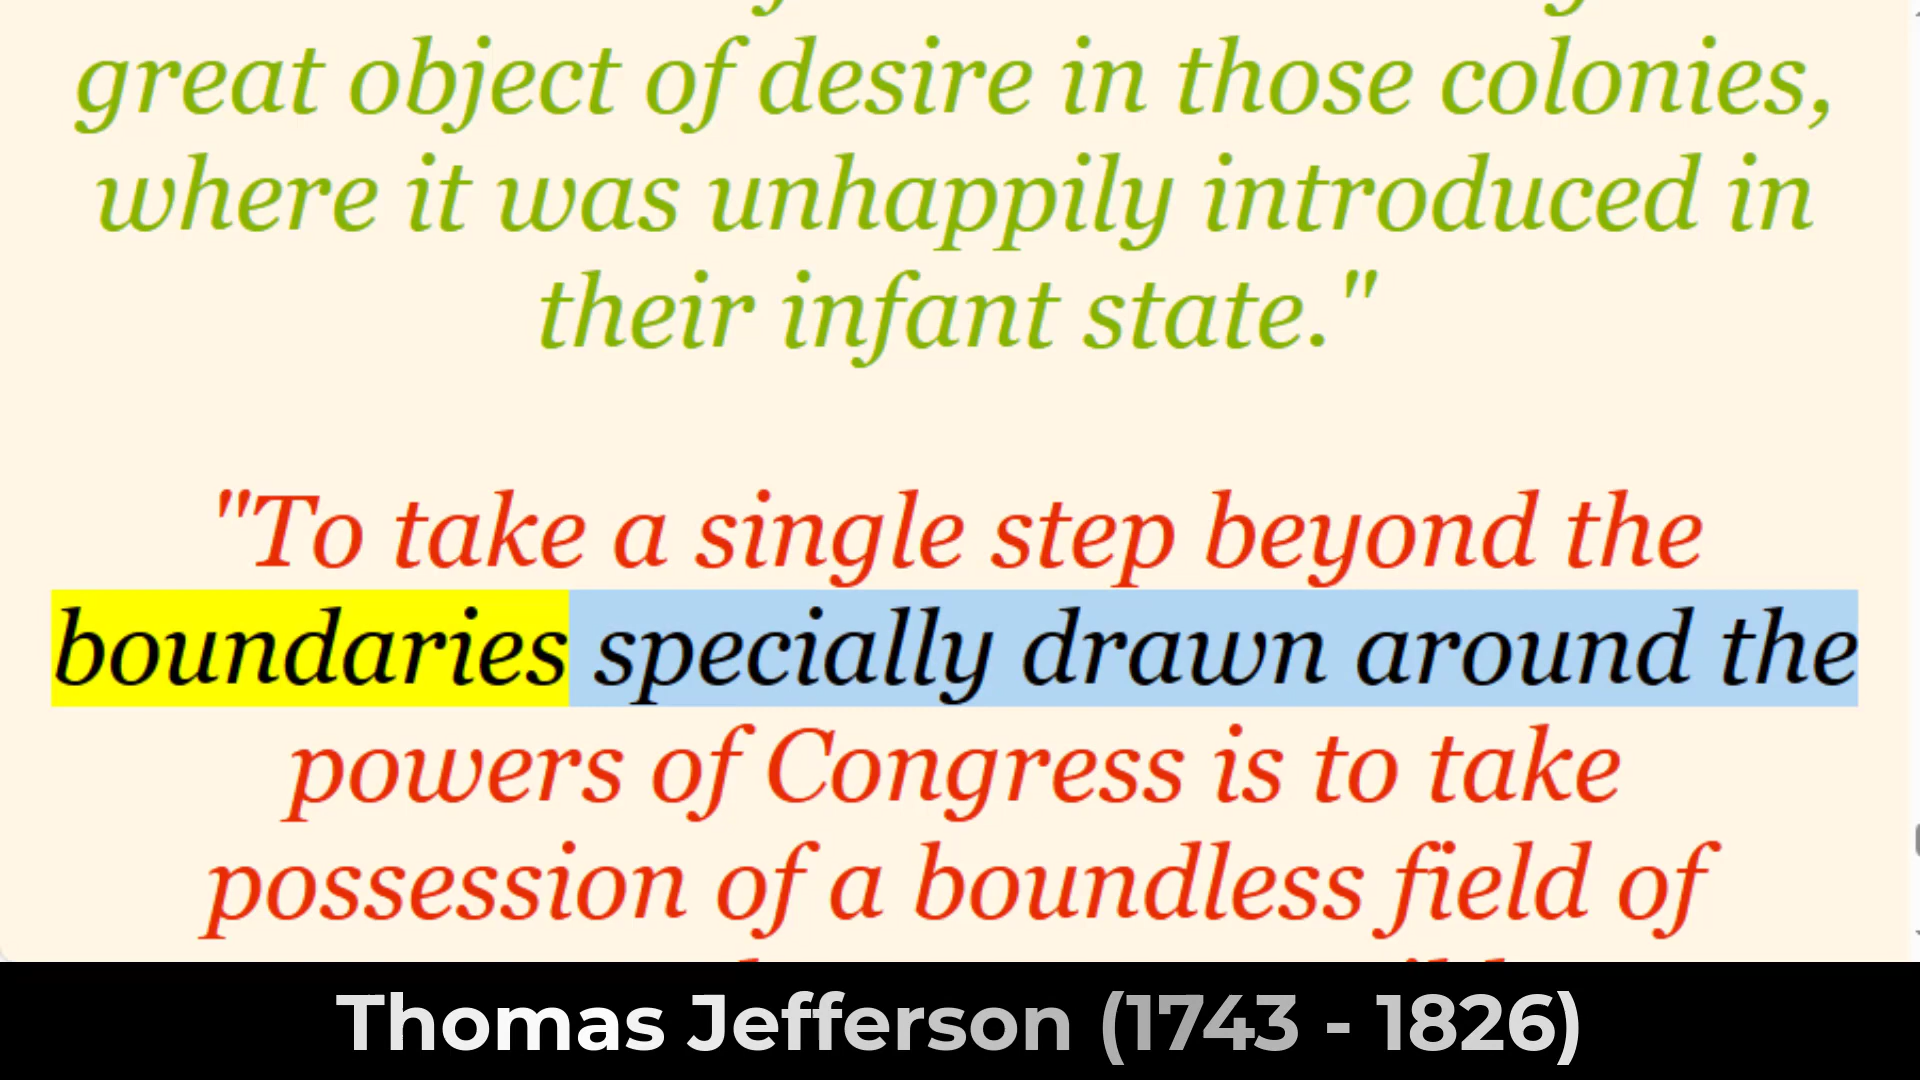 great object of desire in those colonies,
where it was unhappily introduced in
their infant state."
"To take a single step beyond the
boundaries specially drawn around the
powers of Congress is to take
possession of a boundless field of
Thomas Jefferson (1743 - 1826)